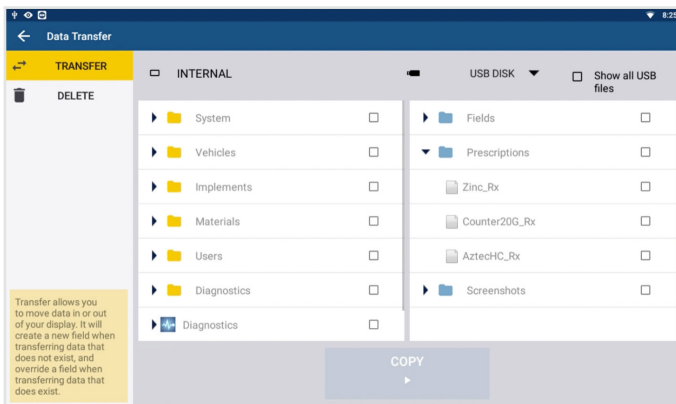 8:25
Data Transfer
TRANSFER
DELETE
INTERNAL
USB DISK
Show all USB
files
System
Vehicles
Implements
Materials
Users
Diagnostics
Diagnostics
Fields
Prescriptions
Zinc_Rx
Counter20G_Rx
AztecHC_Rx
Screenshots
Transfer allows you
to move data in or out
of your display. It will
create a new field when
transferring data that
does not exist, and
override a field when
transferring data that
does exist.
COPY